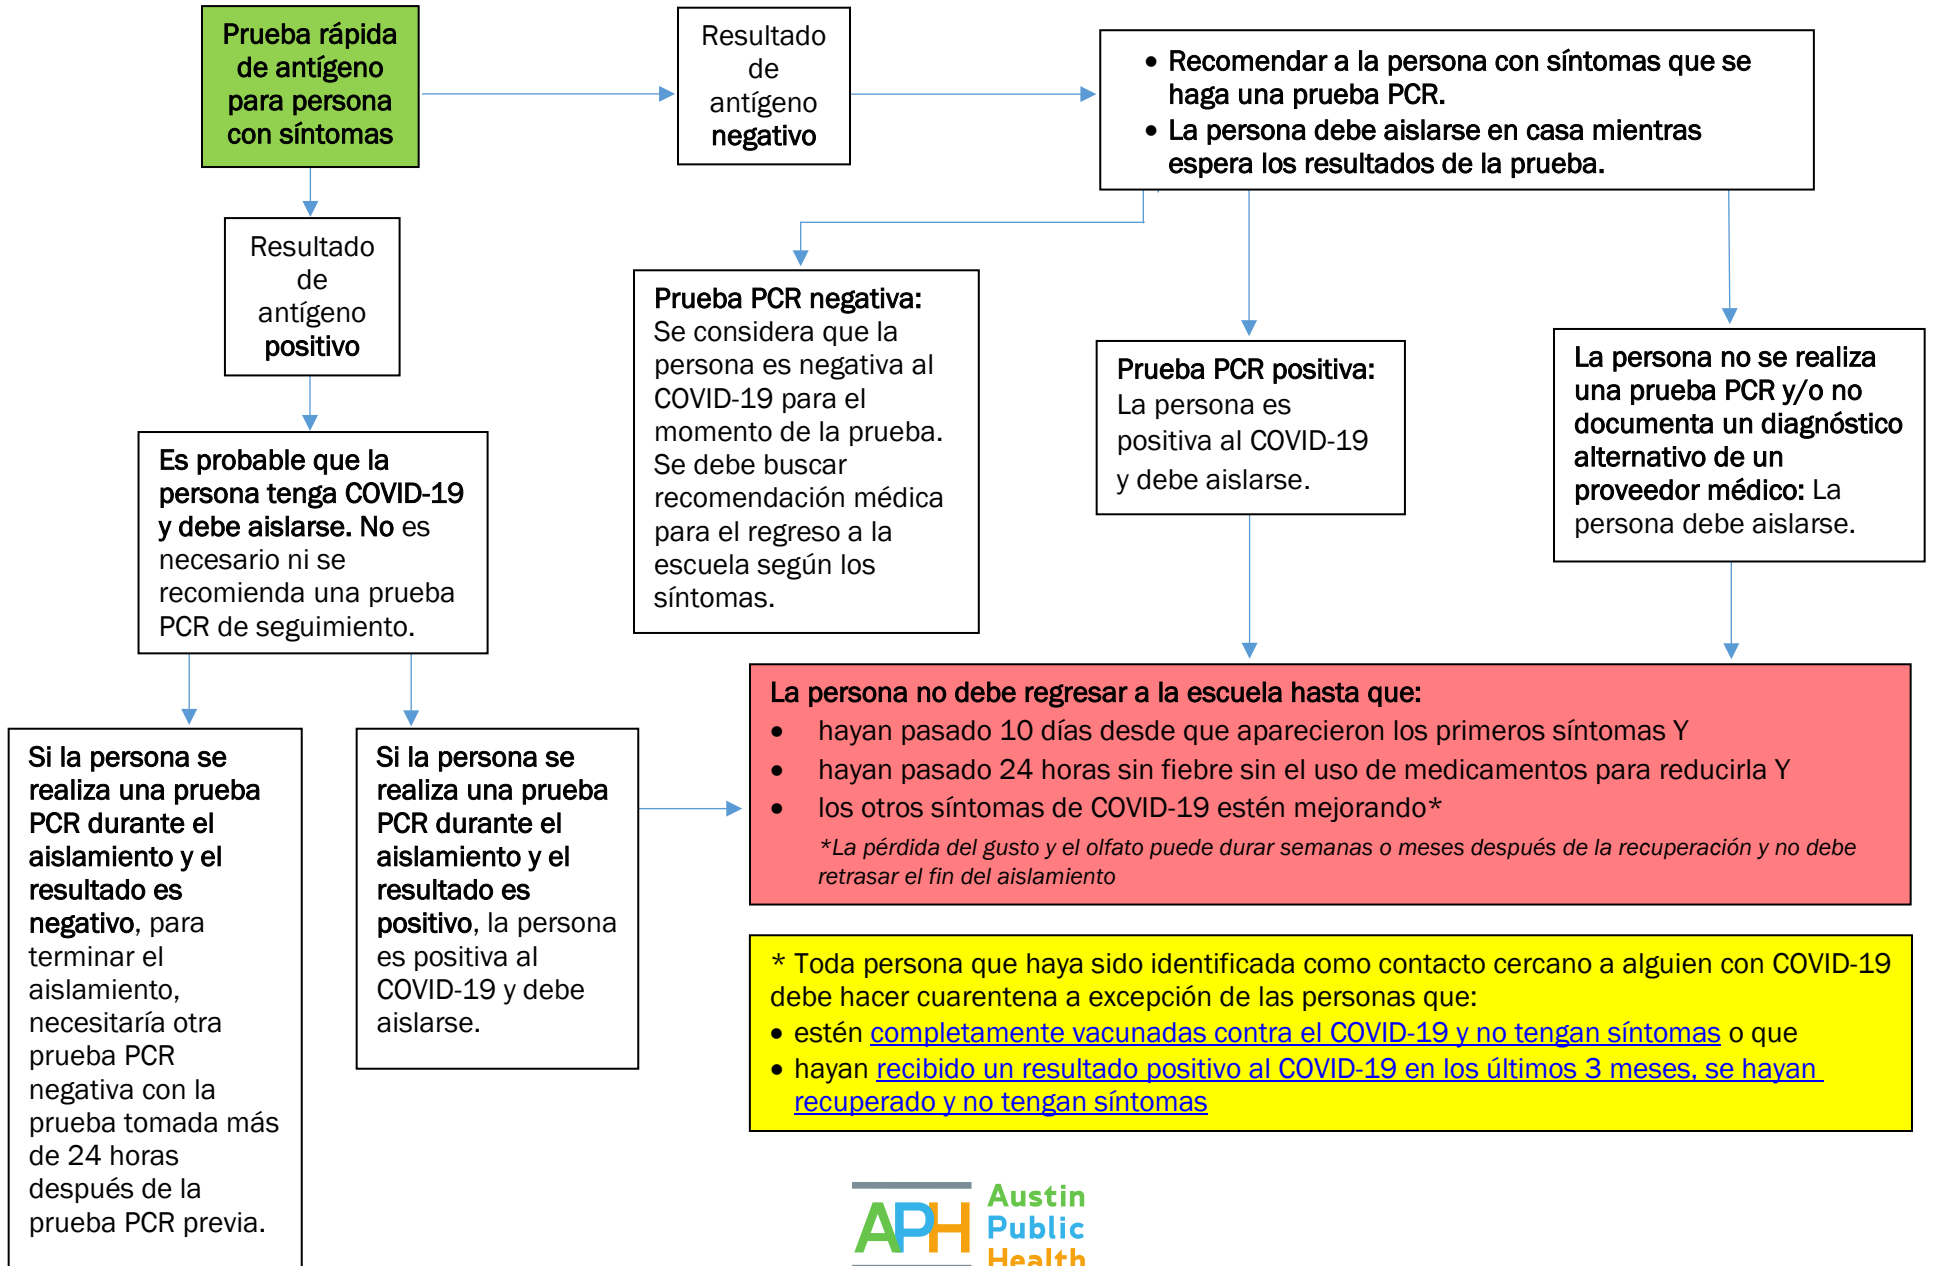 Prueba rápida
de antígeno
para persona
con síntomas
Resultado
de
antígeno
negativo
• Recomendar a la persona con síntomas que se
haga una prueba PCR.
• La persona debe aislarse en casa mientras
espera los resultados de la prueba.
Resultado
de
antígeno
positivo
Prueba PCR negativa:
Se considera que la
persona es negativa al
COVID-19 para el
momento de la prueba.
Se debe buscar
recomendación médica
para el regreso a la
escuela según los
síntomas.
Prueba PCR positiva:
La persona es
positiva al COVID-19
y debe aislarse.
La persona no se realiza
una prueba PCR y/o no
documenta un diagnóstico
alternativo de un
proveedor médico: La
persona debe aislarse.
Es probable que la
persona tenga COVID-19
y debe aislarse. No es
necesario ni se
recomienda una prueba
PCR de seguimiento.
Si la persona se
realiza una prueba
PCR durante el
aislamiento y el
resultado es
negativo, para
terminar el
aislamiento,
necesitaría otra
prueba PCR
negativa con la
prueba tomada más
de 24 horas
después de la
prueba PCR previa.
Si la persona se
realiza una prueba
PCR durante el
aislamiento y el
resultado es
positivo, la persona
es positiva al
COVID-19 y debe
aislarse.
La persona no debe regresar a la escuela hasta que:
• hayan pasado 10 días desde que aparecieron los primeros síntomas Y
• hayan pasado 24 horas sin fiebre sin el uso de medicamentos para reducirla Y
• los otros síntomas de COVID-19 estén mejorando*
*La pérdida del gusto y el olfato puede durar semanas o meses después de la recuperación y no debe
retrasar el fin del aislamiento
* Toda persona que haya sido identificada como contacto cercano a alguien con COVID-19
debe hacer cuarentena a excepción de las personas que:
• estén completamente vacunadas contra el COVID-19 y no tengan síntomas o que
• hayan recibido un resultado positivo al COVID-19 en los últimos 3 meses, se hayan
recuperado y no tengan síntomas
APH
Austin
Public
Health